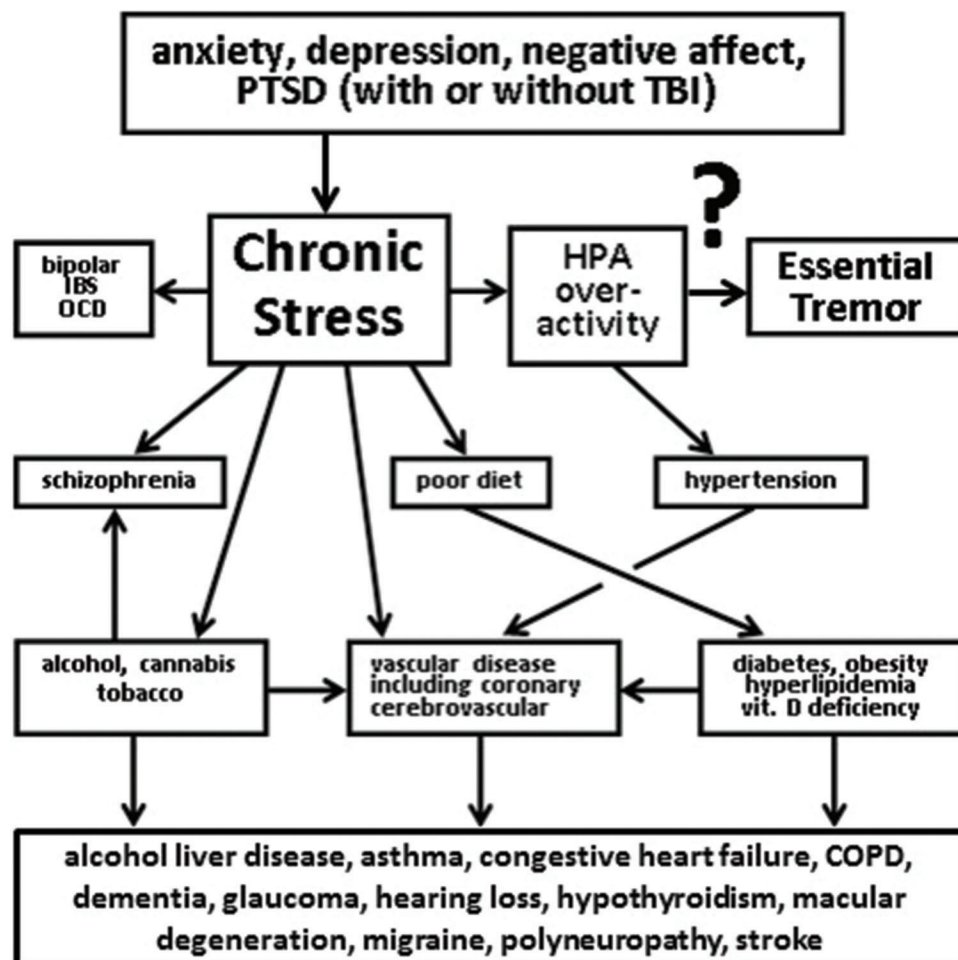 anxiety, depression, negative affect,
PTSD (with or without TBI)
?
bipolar
IBS
OCD
Chronic
Stress
HPA
over-
activity
Essential
Tremor
schizophrenia
poor diet
hypertension
alcohol, cannabis
tobacco
vascular disease
including coronary
cerebrovascular
diabetes, obesity
hyperlipidemia
vit. D deficiency
alcohol liver disease, asthma, congestive heart failure, COPD,
dementia, glaucoma, hearing loss, hypothyroidism, macular
degeneration, migraine, polyneuropathy, stroke